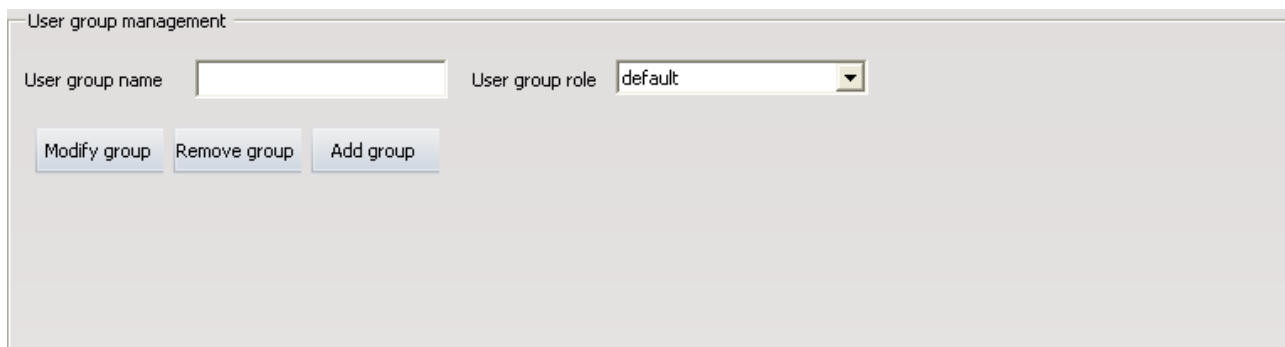 User group management
User group name User group role default
Modify group Remove group Add group